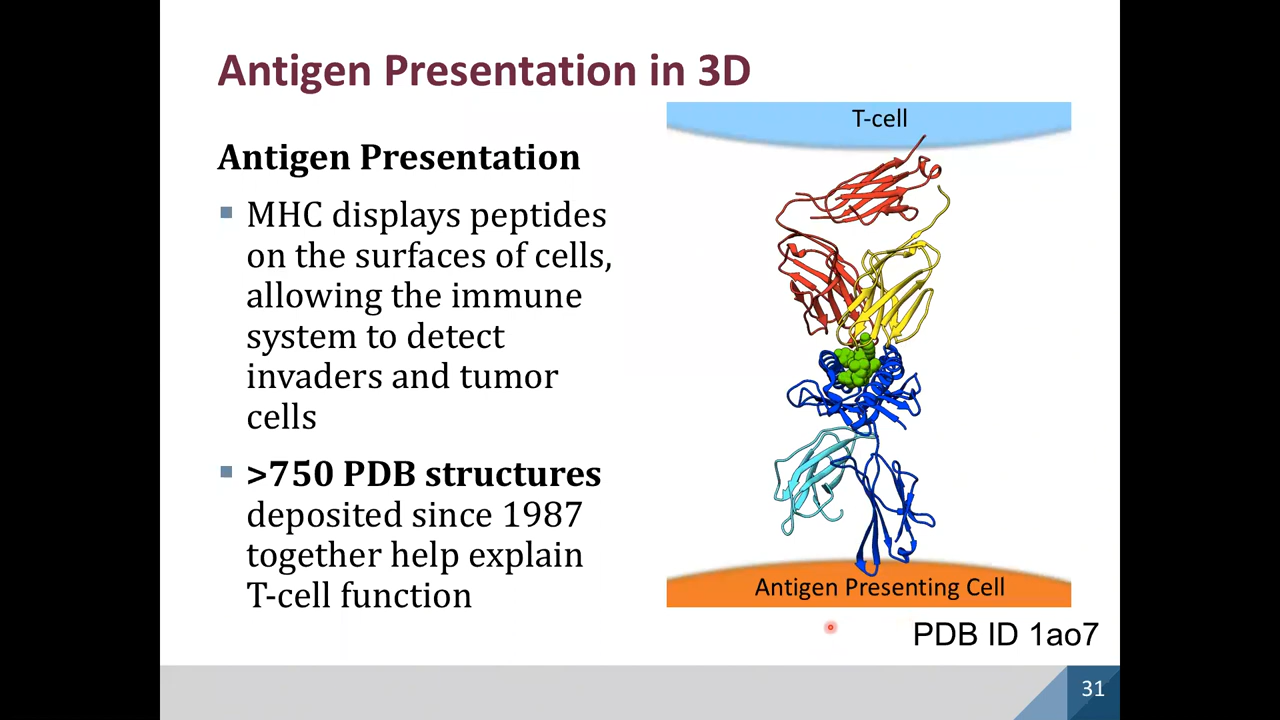 Antigen Presentation in 3D
Antigen Presentation
MHC displays peptides
on the surfaces of cells,
allowing the immune
system to detect
invaders and tumor
cells
>750 PDB structures
deposited since 1987
together help explain
T-cell function
T-cell
Antigen Presenting Cell
PDB ID 1ao7
31